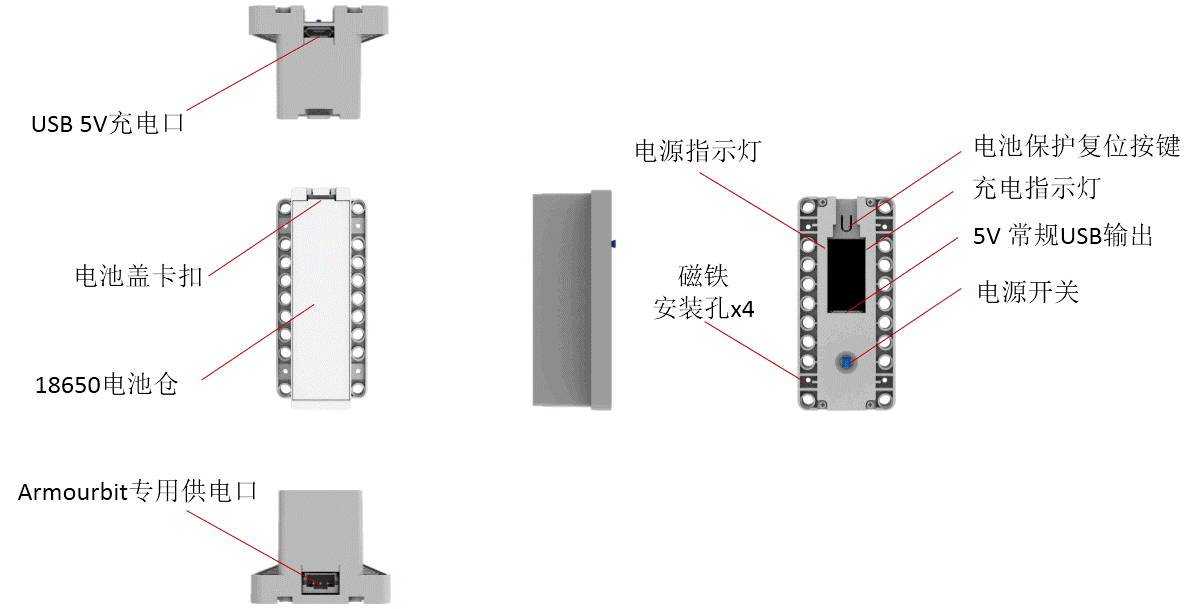 USB 5V充电口
电源指示灯
电池保护复位按键
充电指示灯
5V 常规USB输出
电池盖卡扣
磁铁
安装孔x4
电源开关
18650电池仓
Armourbit专用供电口
U